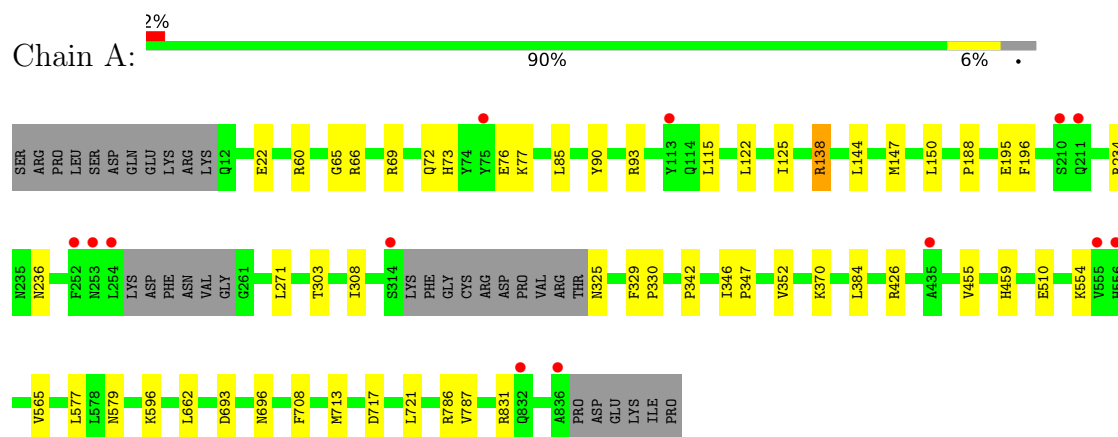 2%
Chain A:
90% 6% •
SER ARG PRO LEU SER ASP GLN GLU LYS ARG LYS Q12 E22 R60 G65 R66 R69 Q72 H73 Y74 Y75 E76 K77 L85 Y90 R93 Y113 Q114 L115 L122 I125 R138 L144 M147 L150 P188 E195 F196 S210 Q211
N235 N236 F252 N253 L254 LYS ASP PHE ASN VAL GLY G261 L271 T303 I308 S314 LYS PHE GLY CYS ARG ASP PRO VAL ARG THR N325 F329 P330 P342 I346 P347 V352 K370 L384 R426 A435 V455 H459 E510 K554 V555 H556
V565 L577 L578 N579 K596 L662 D693 N696 F708 M713 D717 L721 R786 V787 R831 Q832 A836 PRO ASP GLU LYS ILE PRO